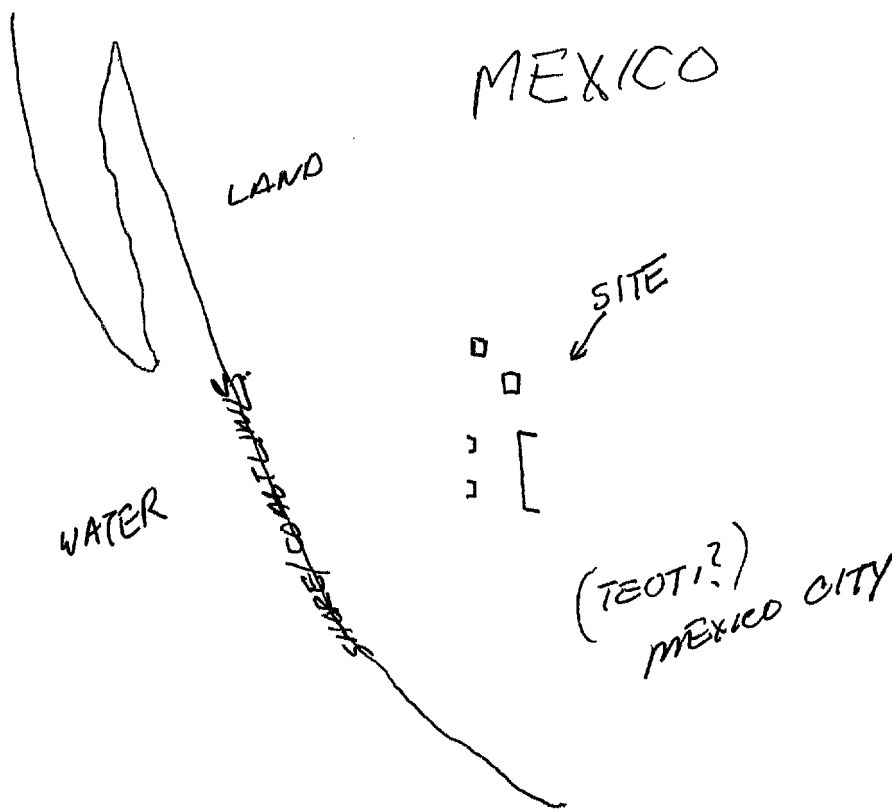 MEXICO
LAND
SITE
SHORE/COASTLINE
WATER
(TEOTI?)
MEXICO CITY